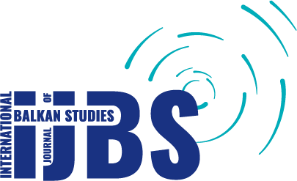 INTERNATIONAL
JOURNAL OF
BALKAN STUDIES
IJBS